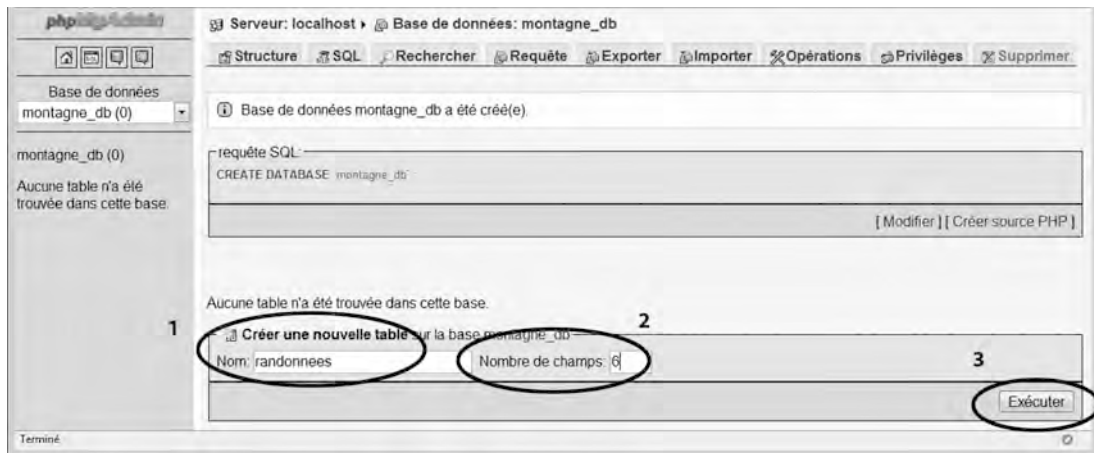 phpMyAdmin
Serveur: localhost ▸ Base de données: montagne_db
Structure SQL Rechercher Requête Exporter Importer Opérations Privilèges Supprimer
Base de données
montagne_db (0)
montagne_db (0)
Aucune table n'a été
trouvée dans cette base.
Base de données montagne_db a été créé(e).
requête SQL:
CREATE DATABASE `montagne_db`
[ Modifier ] [ Créer source PHP ]
Aucune table n'a été trouvée dans cette base.
1
Créer une nouvelle table sur la base montagne_db
2
Nom: randonnees
Nombre de champs: 6
3
Exécuter
Terminé